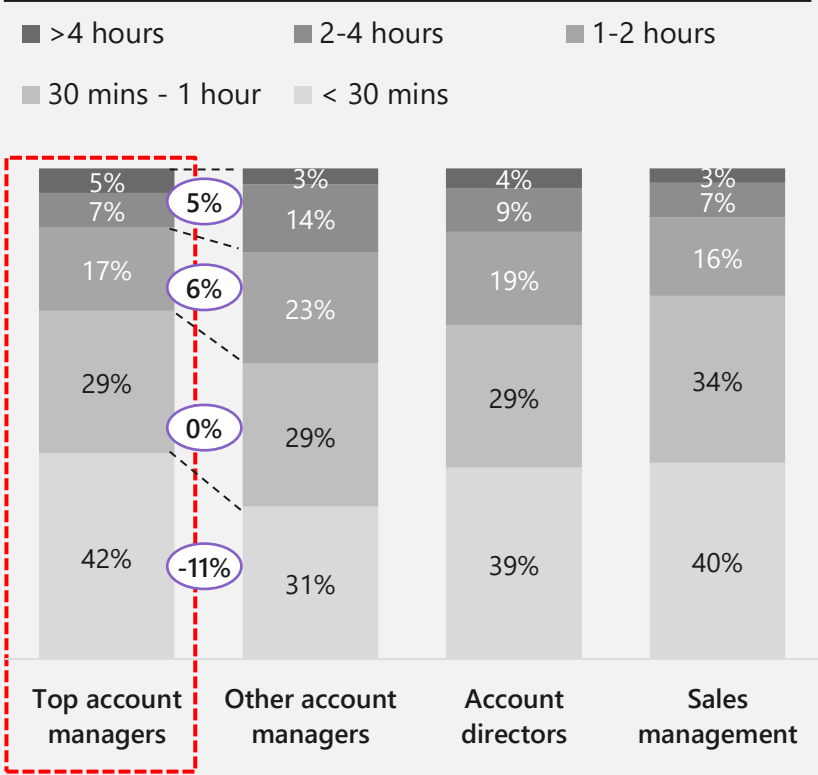 >4 hours
2-4 hours
1-2 hours
30 mins - 1 hour
< 30 mins
5%
7%
17%
29%
42%
5%
6%
0%
-11%
3%
14%
23%
29%
31%
4%
9%
19%
29%
39%
3%
7%
16%
34%
40%
Top account
managers
Other account
managers
Account
directors
Sales
management